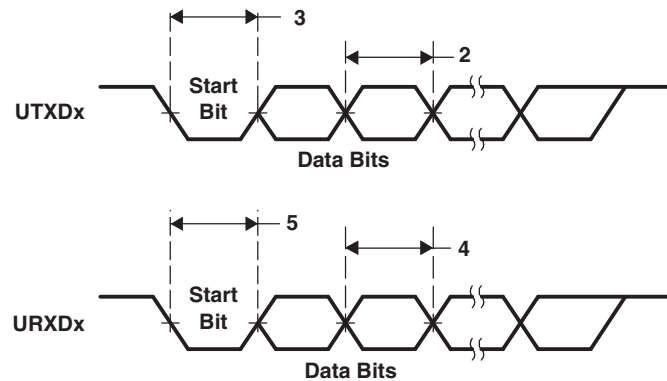 3
2
Start
Bit
UTXDx
Data Bits
5
4
Start
Bit
URXDx
Data Bits